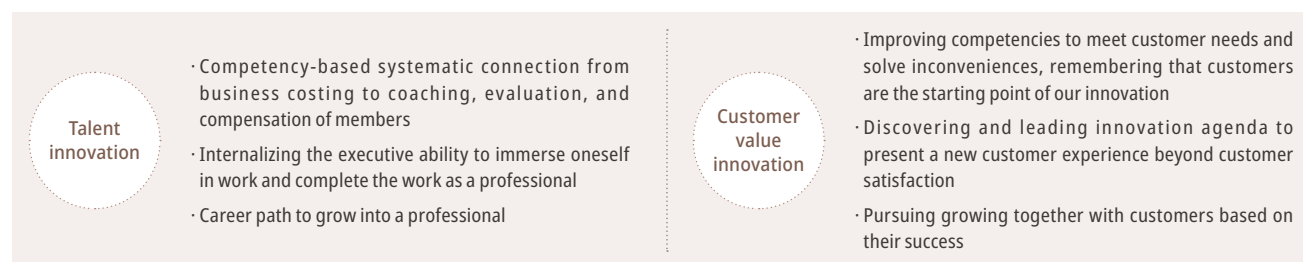 Talent
innovation
· Competency-based systematic connection from
business costing to coaching, evaluation, and
compensation of members
· Internalizing the executive ability to immerse oneself
in work and complete the work as a professional
· Career path to grow into a professional
Customer
value
innovation
· Improving competencies to meet customer needs and
solve inconveniences, remembering that customers
are the starting point of our innovation
· Discovering and leading innovation agenda to
present a new customer experience beyond customer
satisfaction
· Pursuing growing together with customers based on
their success